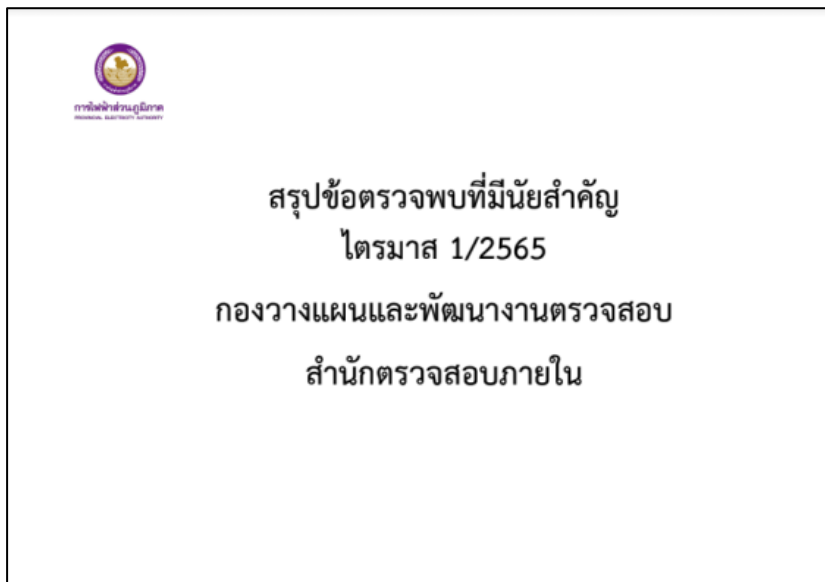 การไฟฟ้าส่วนภูมิภาค
PROVINCIAL ELECTRICITY AUTHORITY
สรุปข้อตรวจพบที่มีนัยสำคัญ
ไตรมาส 1/2565
กองวางแผนและพัฒนางานตรวจสอบ
สำนักตรวจสอบภายใน